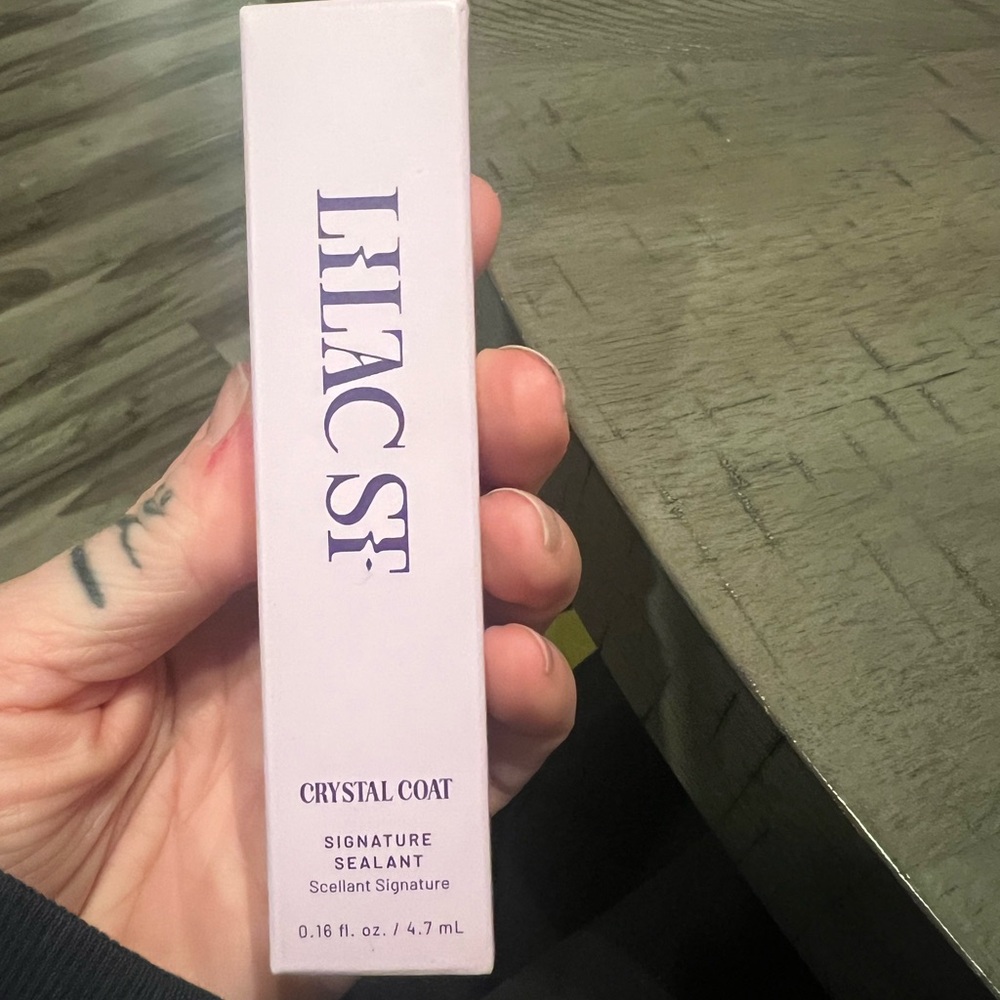 LILAC ST
CRYSTAL COAT
SIGNATURE
SEALANT
Scellant Signature
0.16 fl. oz. / 4.7 mL